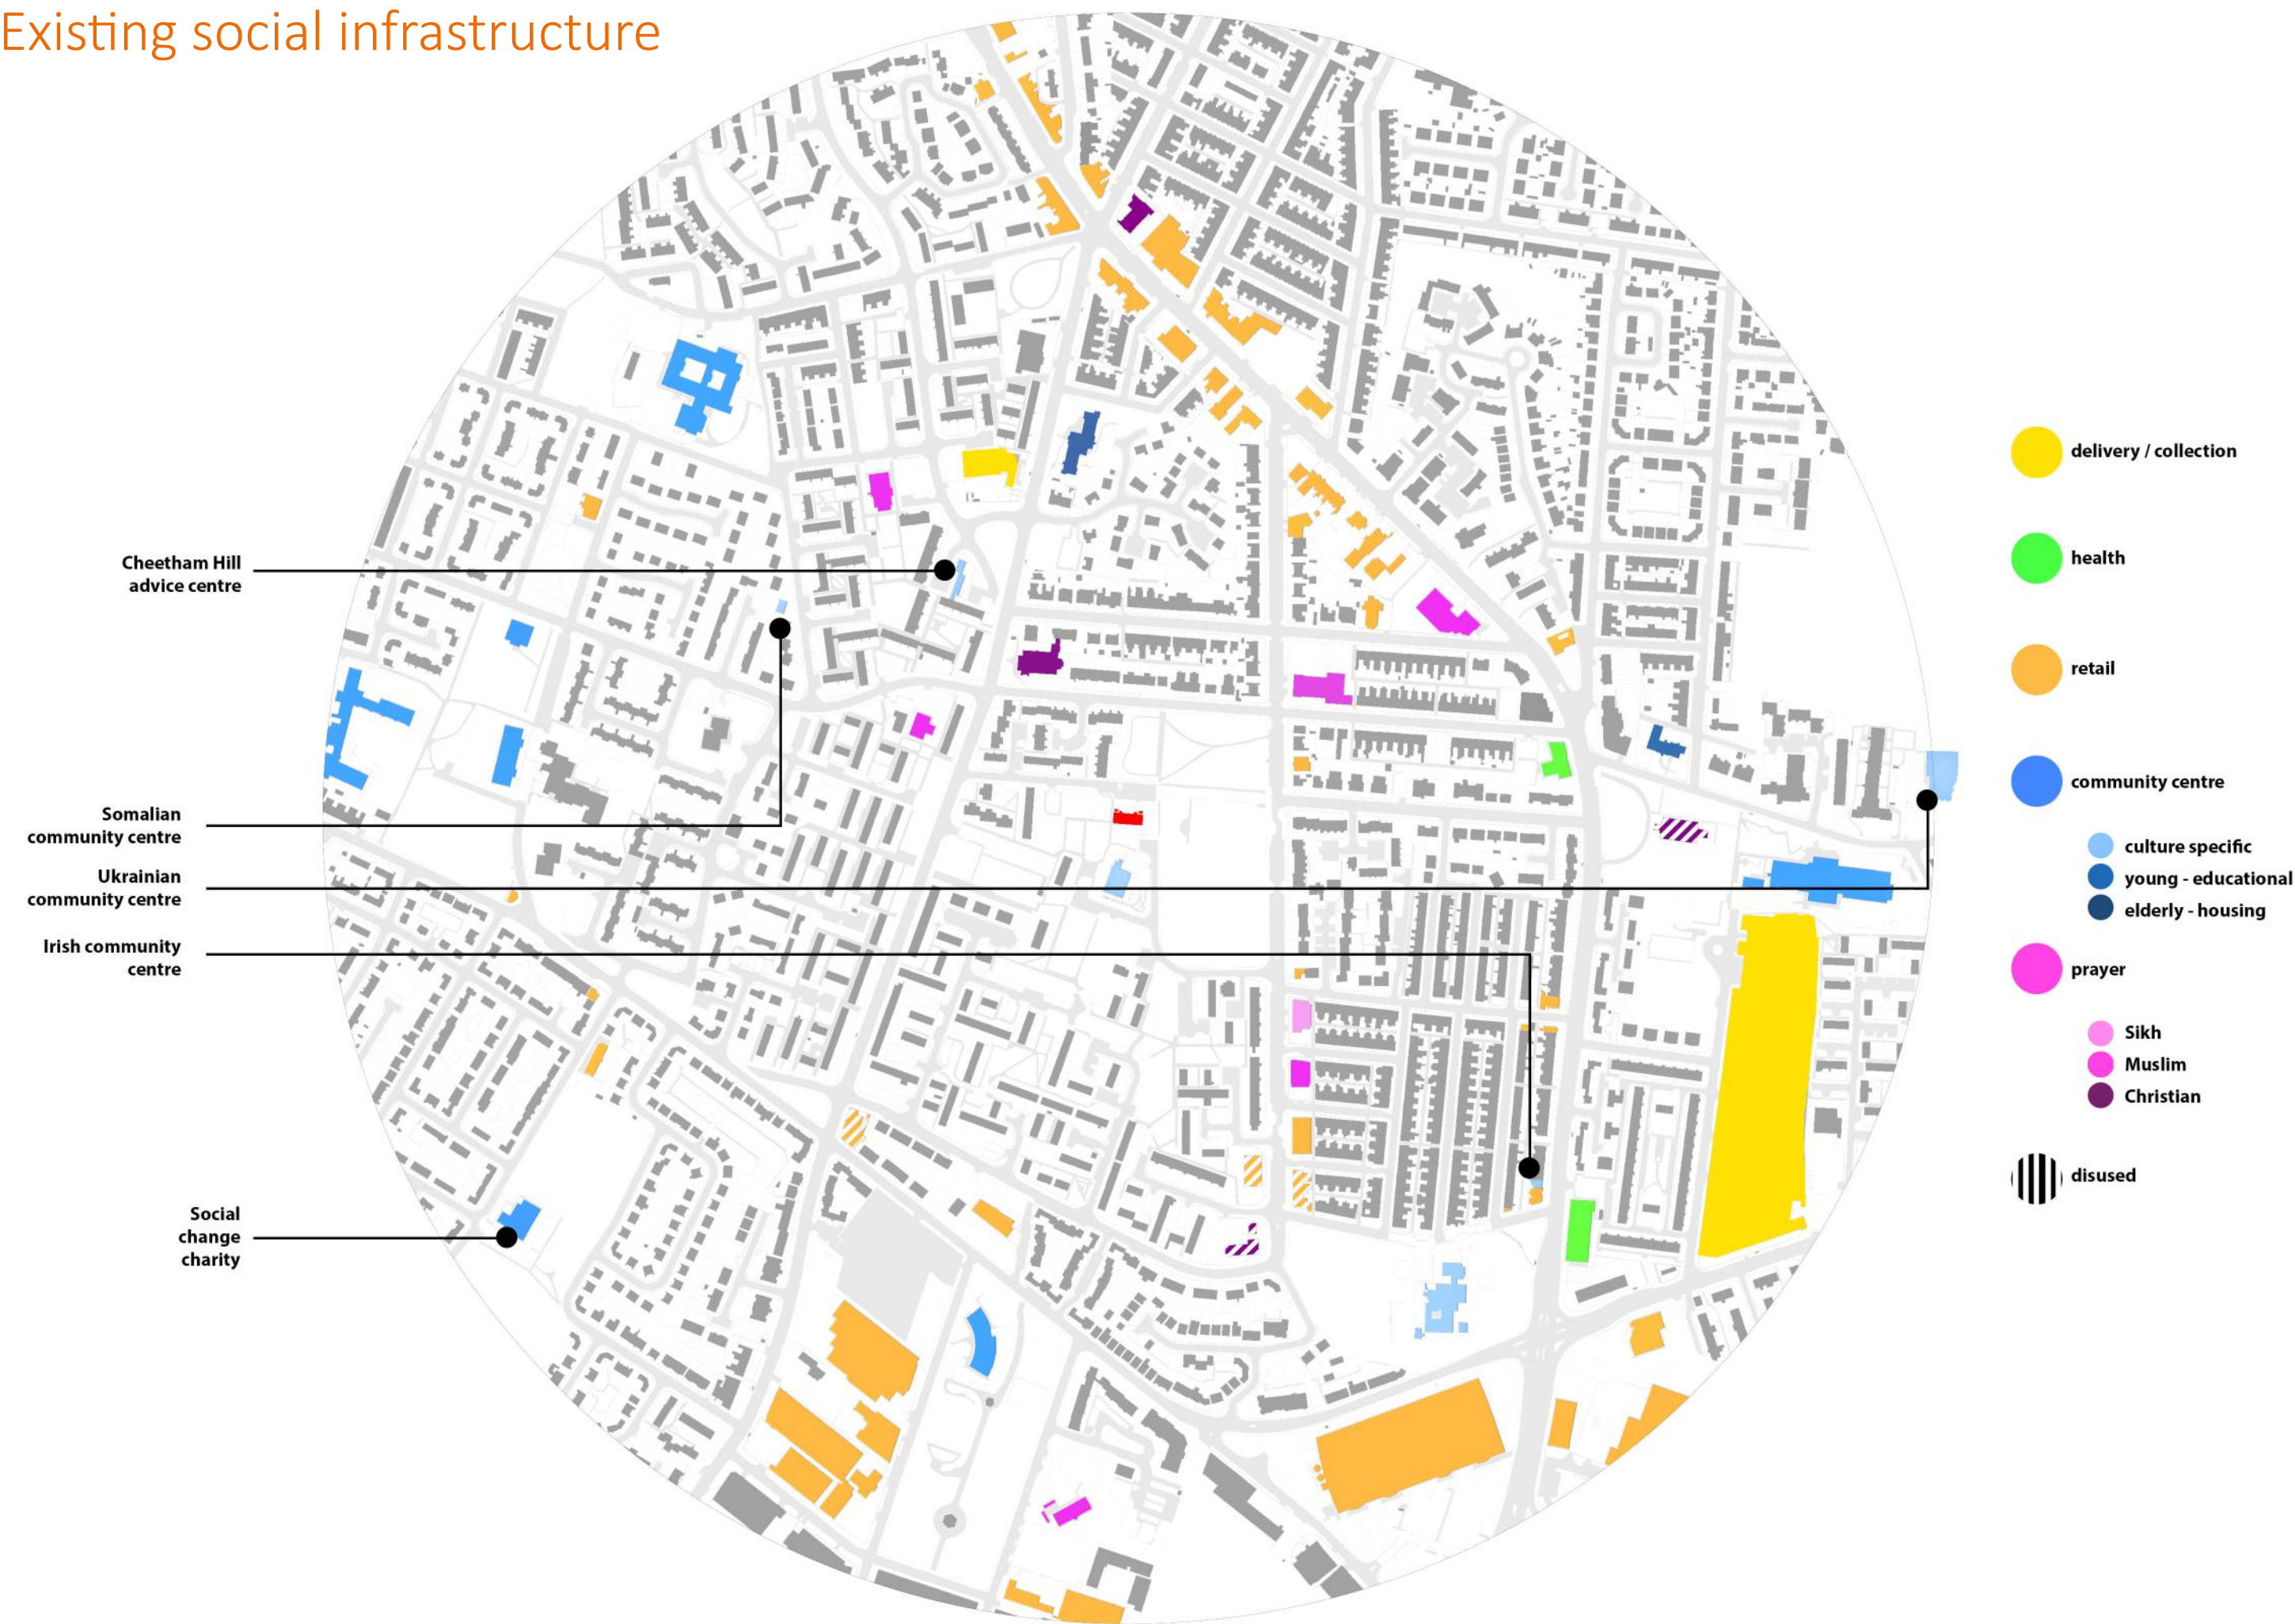 Existing social infrastructure
Cheetham Hill
advice centre
Somalian
community centre
Ukrainian
community centre
Irish community
centre
Social
change
charity
delivery / collection
health
retail
community centre
culture specific
young - educational
elderly - housing
prayer
Sikh
Muslim
Christian
disused